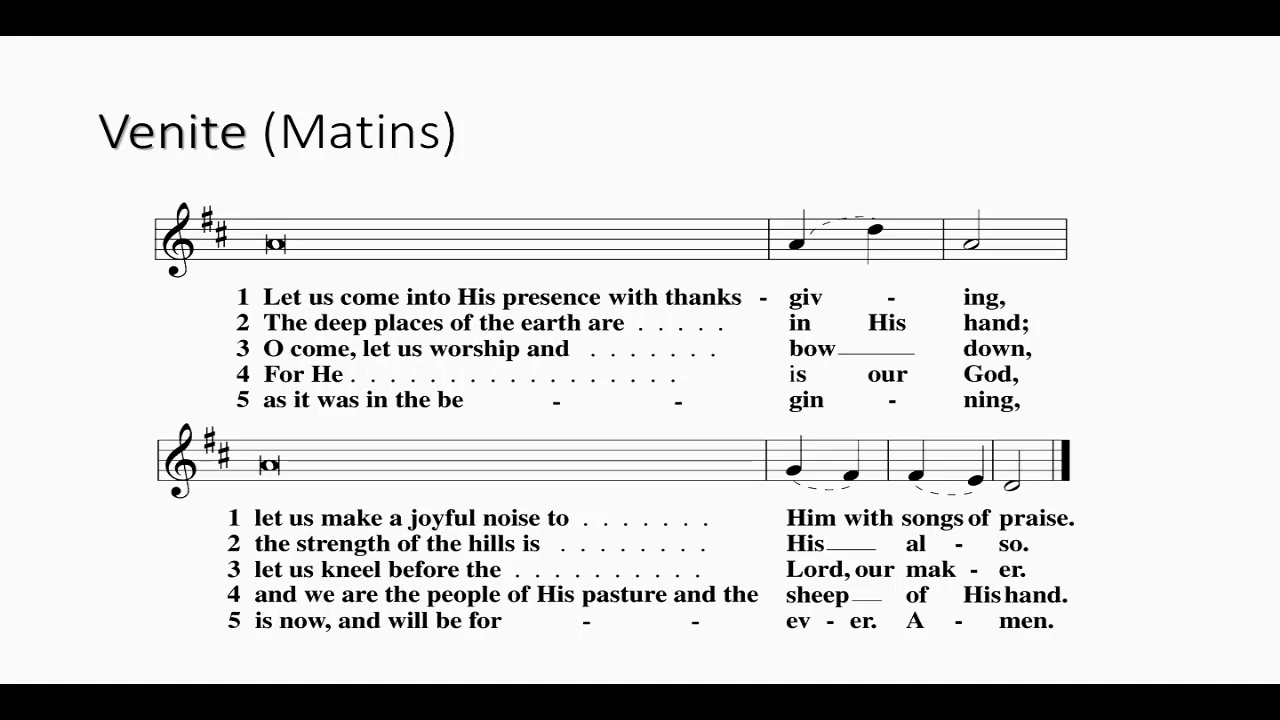 Venite (Matins)
1 Let us come into His presence with thanks - giv - ing,
2 The deep places of the earth are . . . . . in His hand;
3 O come, let us worship and . . . . . . . bow____ down,
4 For He . . . . . . . . . . . . . . . . . is our God,
5 as it was in the be - - gin - ning,
1 let us make a joyful noise to . . . . . . . Him with songs of praise.
2 the strength of the hills is . . . . . . . . His____ al - so.
3 let us kneel before the . . . . . . . . . . Lord, our mak - er.
4 and we are the people of His pasture and the sheep___ of His hand.
5 is now, and will be for - - ev - er. A - men.